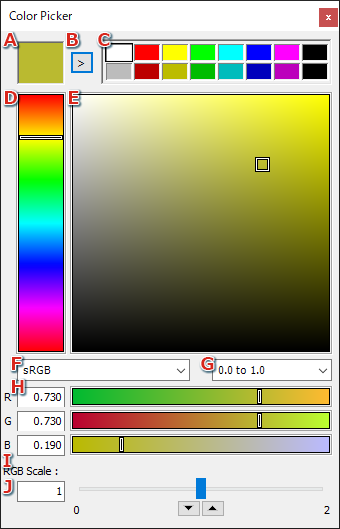 Color Picker x
A B C
>
D E
F sRGB G 0.0 to 1.0
H
R 0.730
G 0.730
B 0.190
I
RGB Scale :
J 1
0 2